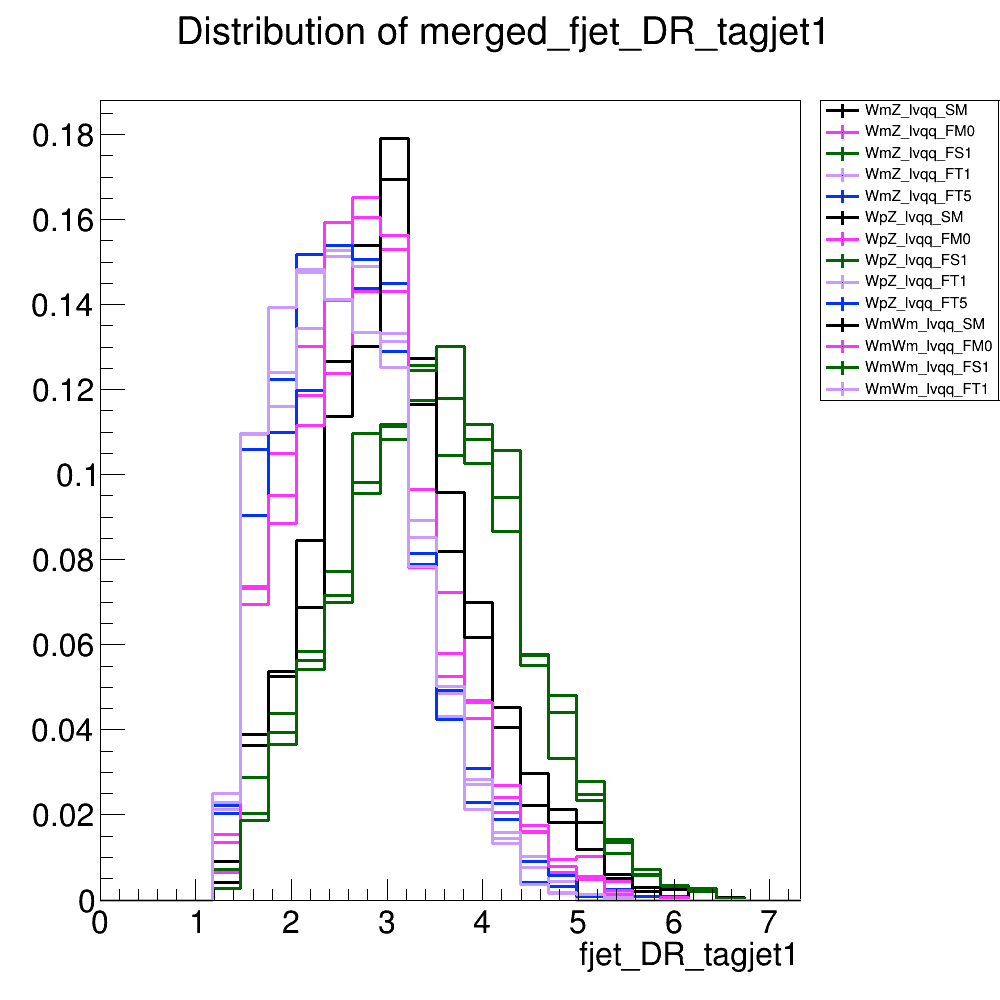 Distribution of merged_fjet_DR_tagjet1
WmZ_lvqq_SM
WmZ_lvqq_FM0
WmZ_lvqq_FS1
WmZ_lvqq_FT1
WmZ_lvqq_FT5
WpZ_lvqq_SM
WpZ_lvqq_FM0
WpZ_lvqq_FS1
WpZ_lvqq_FT1
WpZ_lvqq_FT5
WmWm_lvqq_SM
WmWm_lvqq_FM0
WmWm_lvqq_FS1
WmWm_lvqq_FT1
0.18
0.16
0.14
0.12
0.1
0.08
0.06
0.04
0.02
0
0 1 2 3 4 5 6 7
fjet_DR_tagjet1